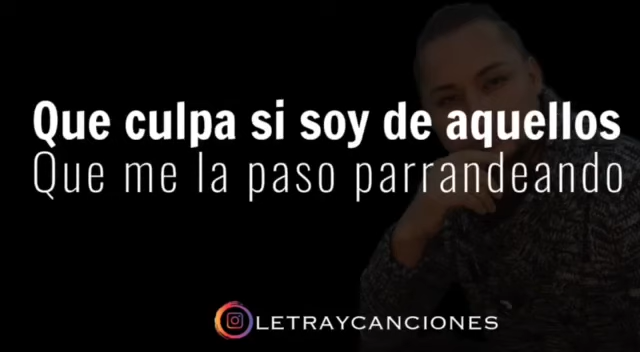 Que culpa si soy de aquellos
Que me la paso parrandeando
LETRAYCANCIONES